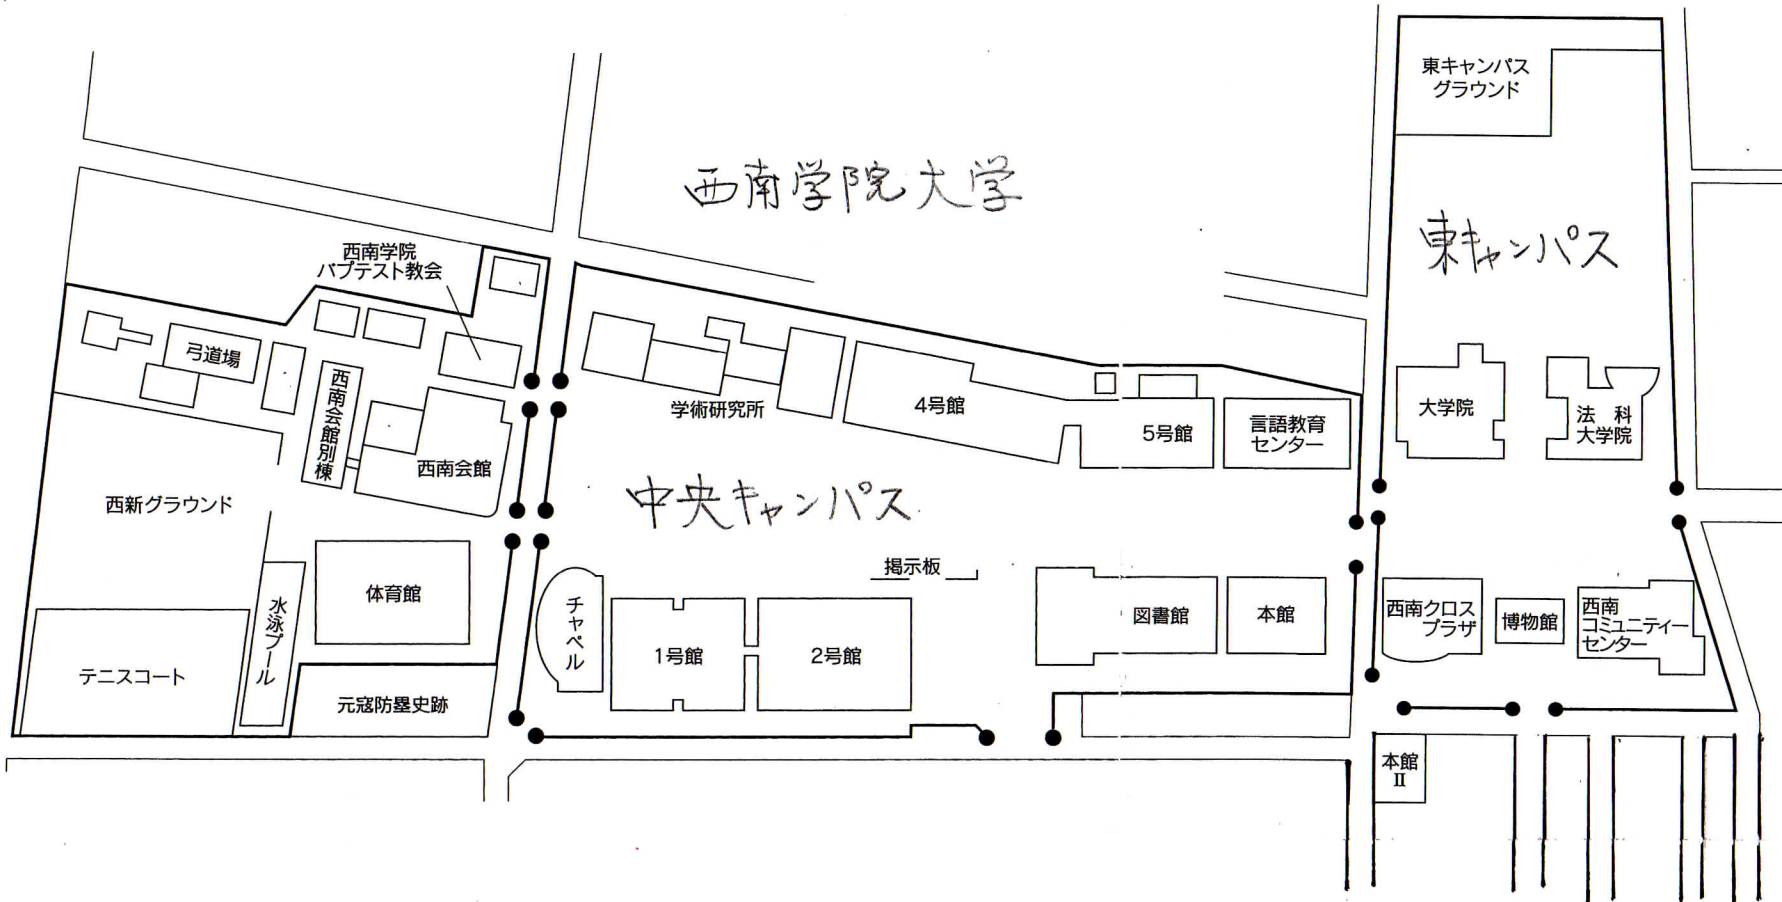 西南学院大学
東キャンパス
グラウンド
東キャンパス
西南学院
バプテスト教会
弓道場
西南会館別棟
西南会館
学術研究所
4号館
5号館
言語教育
センター
大学院
法 科
大学院
西新グラウンド
中央キャンパス
掲示板
体育館
水泳プール
テニスコート
元寇防塁史跡
チャペル
1号館
2号館
図書館
本館
西南クロス
プラザ
博物館
西南
コミュニティー
センター
本館
II